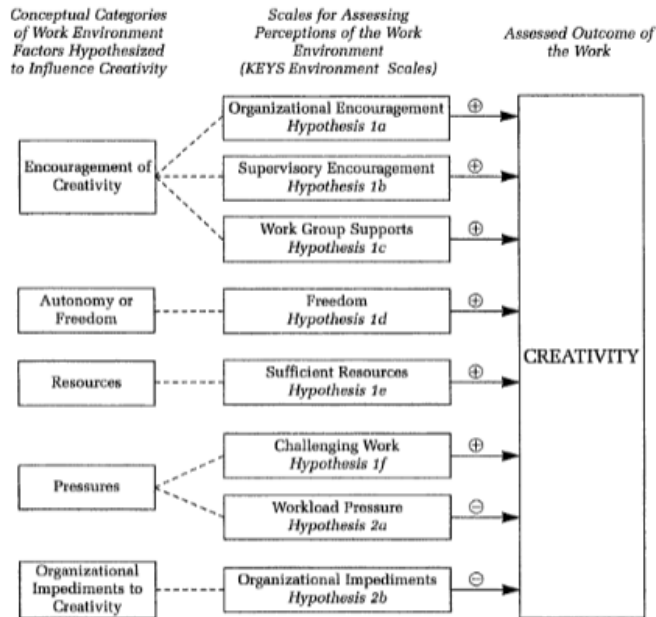 Conceptual Categories
of Work Environment
Factors Hypothesized
to Influence Creativity
Scales for Assessing
Perceptions of the Work
Environment
(KEYS Environment Scales)
Assessed Outcome of
the Work
Encouragement of
Creativity
Organizational Encouragement
Hypothesis 1a
⊕
Supervisory Encouragement
Hypothesis 1b
⊕
Work Group Supports
Hypothesis 1c
⊕
Autonomy or
Freedom
Freedom
Hypothesis 1d
⊕
CREATIVITY
Resources
Sufficient Resources
Hypothesis 1e
⊕
Pressures
Challenging Work
Hypothesis 1f
⊕
Workload Pressure
Hypothesis 2a
⊖
Organizational
Impediments to
Creativity
Organizational Impediments
Hypothesis 2b
⊖